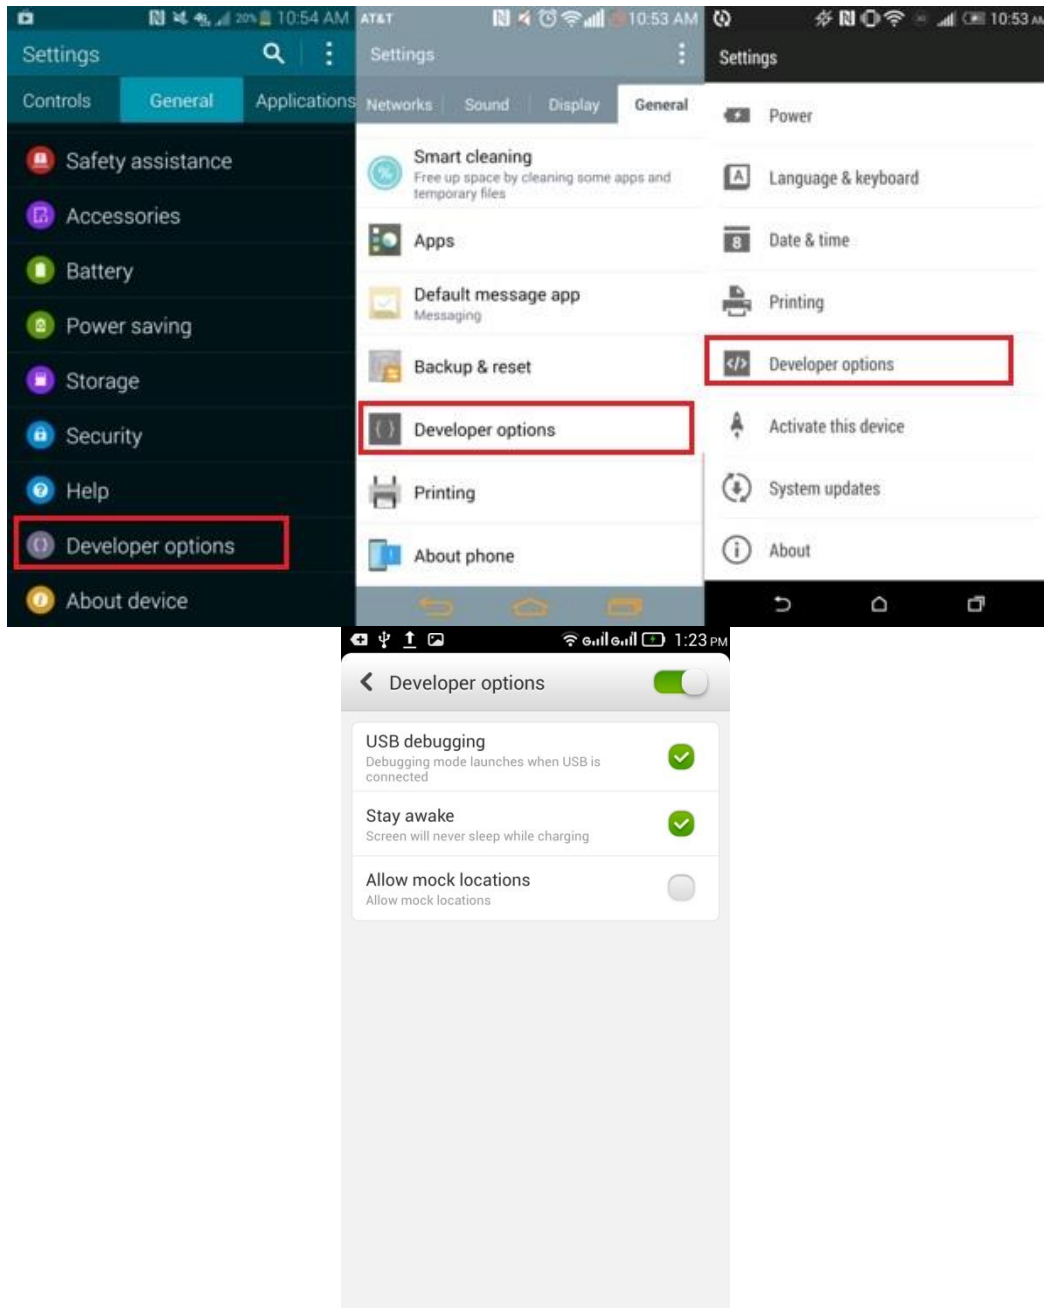 20% 10:54 AM
Settings
Controls General Applications
Safety assistance
Accessories
Battery
Power saving
Storage
Security
Help
Developer options
About device
AT&T 10:53 AM
Settings
Networks Sound Display General
Smart cleaning
Free up space by cleaning some apps and
temporary files
Apps
Default message app
Messaging
Backup & reset
Developer options
Printing
About phone
10:53 AM
Settings
Power
A Language & keyboard
8 Date & time
Printing
</> Developer options
Activate this device
System updates
About
G G 1:23 PM
Developer options
USB debugging
Debugging mode launches when USB is
connected
Stay awake
Screen will never sleep while charging
Allow mock locations
Allow mock locations